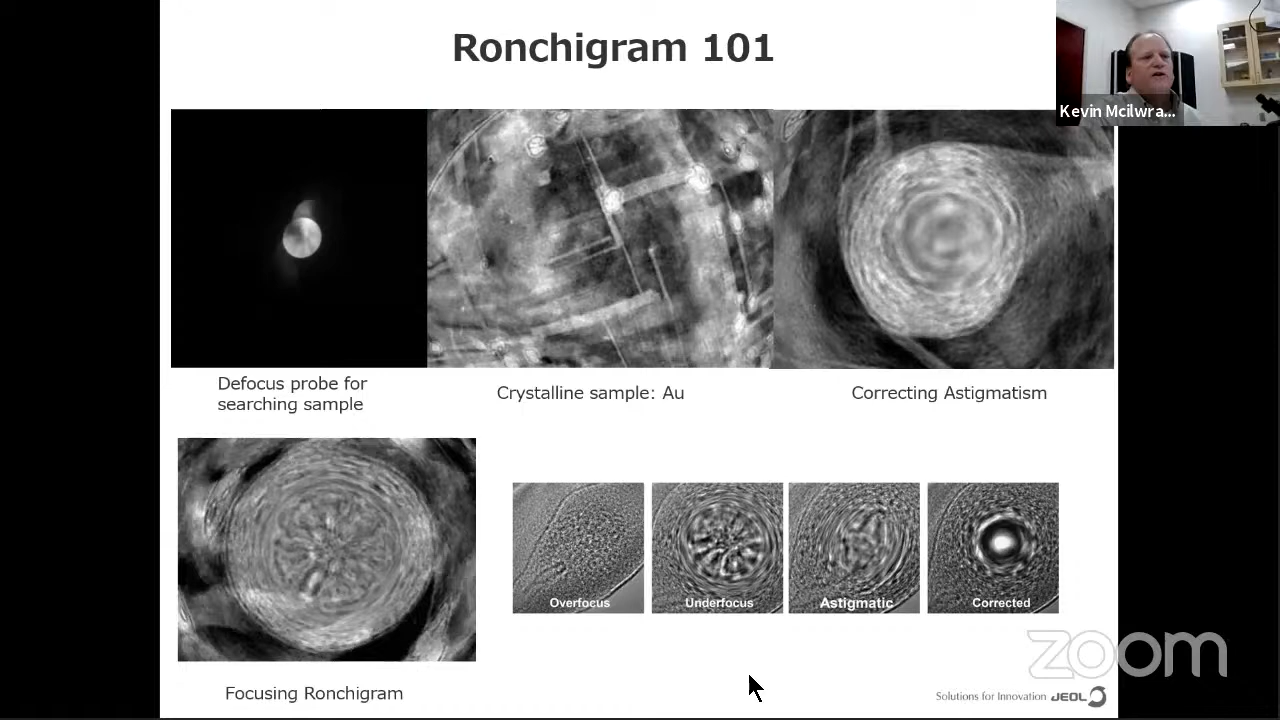 Ronchigram 101
Kevin Mcilwra...
Defocus probe for
searching sample
Crystalline sample: Au
Correcting Astigmatism
Overfocus
Underfocus
Astigmatic
Corrected
Focusing Ronchigram
zoom
Solutions for Innovation JEOL